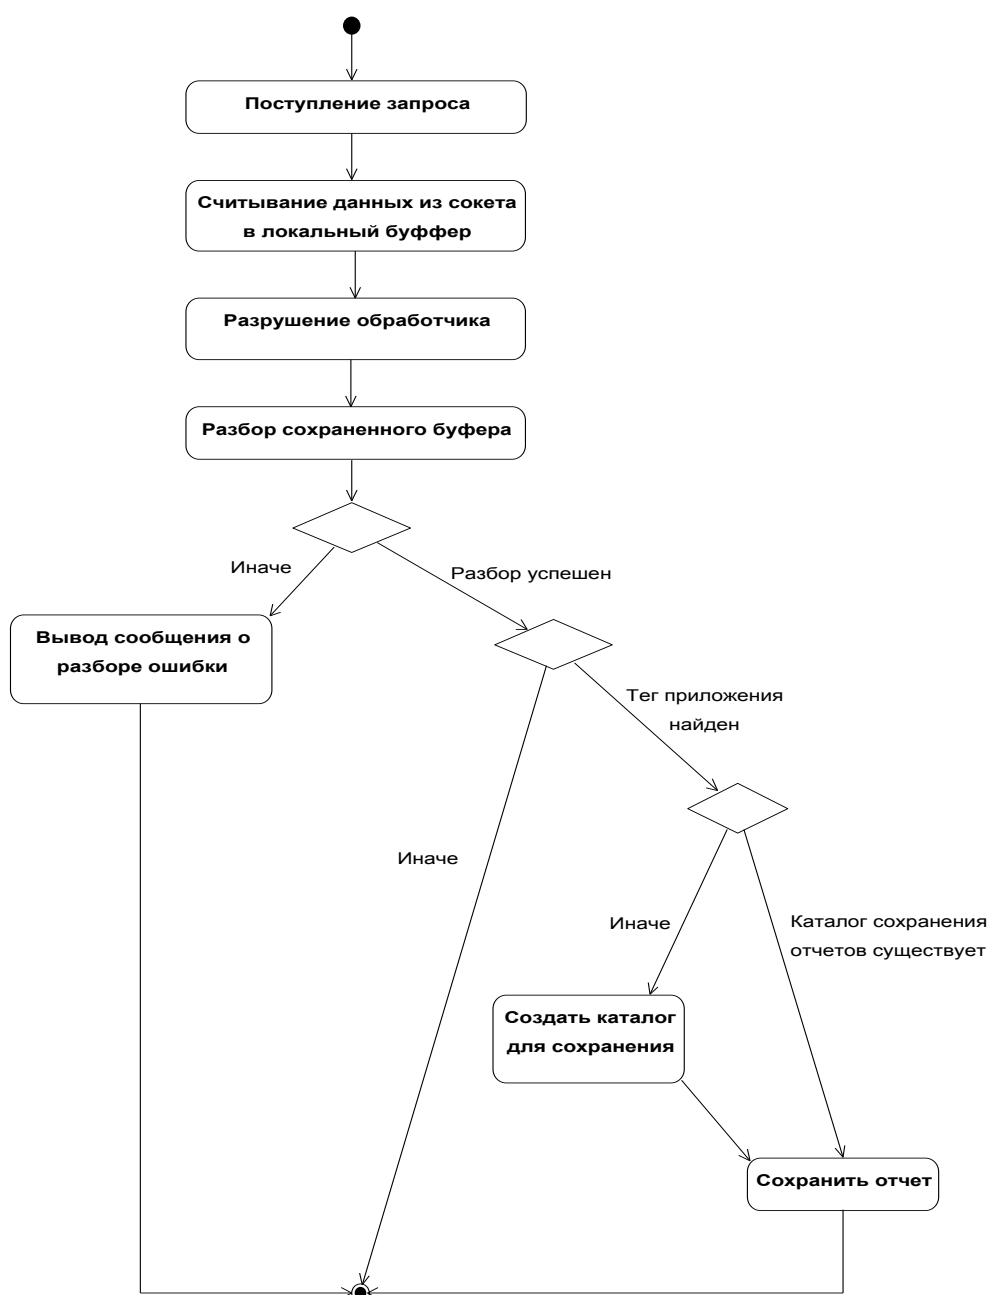 Поступление запроса
Считывание данных из сокета
в локальный буффер
Разрушение обработчика
Разбор сохраненного буфера
Иначе
Разбор успешен
Вывод сообщения о
разборе ошибки
Тег приложения
найден
Иначе
Иначе
Каталог сохранения
отчетов существует
Создать каталог
для сохранения
Сохранить отчет